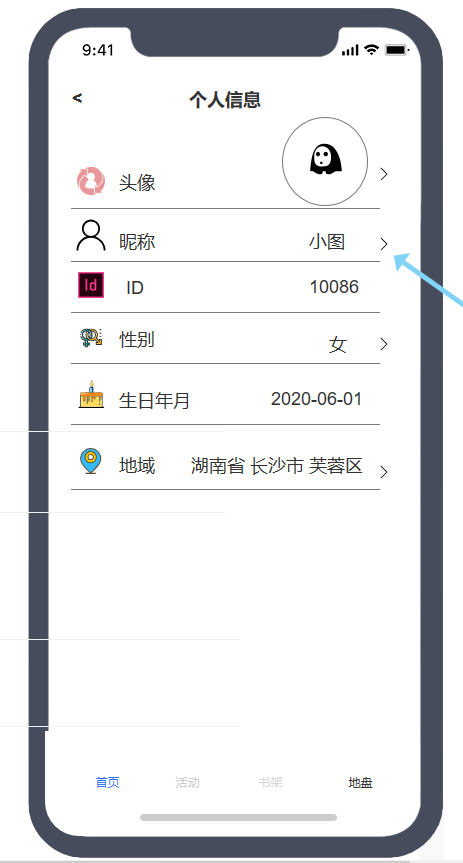 9:41
< 个人信息
头像
昵称 小图
Id ID 10086
性别 女
生日年月 2020-06-01
地域 湖南省 长沙市 芙蓉区
首页 活动 书架 地盘